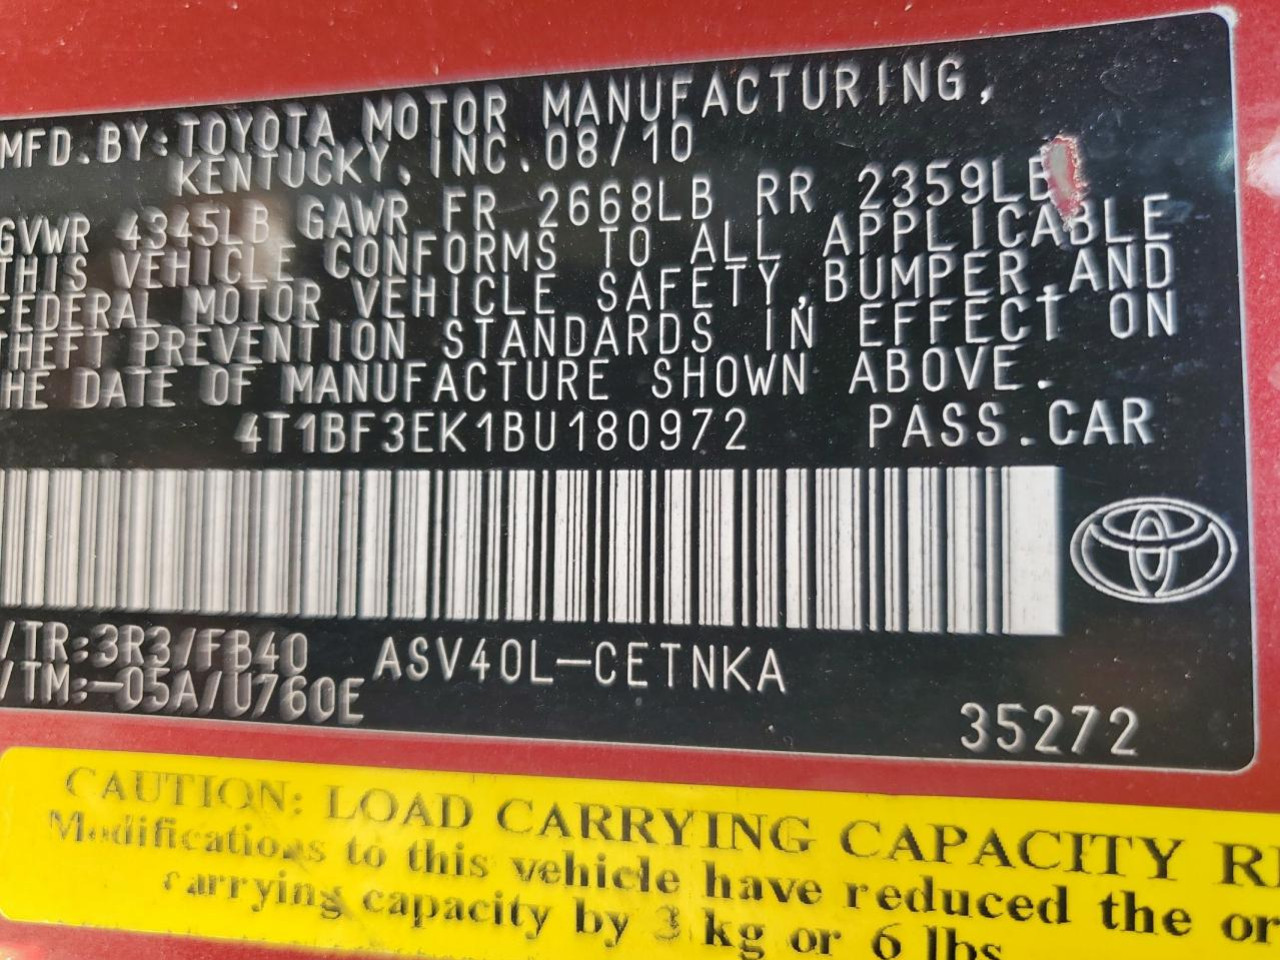 MFD.BY:TOYOTA MOTOR MANUFACTURING,
KENTUCKY, INC. 08/10
GVWR 4345LB GAWR FR 2668LB RR 2359LB
THIS VEHICLE CONFORMS TO ALL APPLICABLE
FEDERAL MOTOR VEHICLE SAFETY,BUMPER,AND
THEFT PREVENTION STANDARDS IN EFFECT ON
THE DATE OF MANUFACTURE SHOWN ABOVE.
4T1BF3EK1BU180972 PASS.CAR
/TR:3R3/FB40 ASV40L-CETNKA
/TM:-05A/U760E
35272
CAUTION: LOAD CARRYING CAPACITY
Modifications to this vehicle have reduced the
carrying capacity by 3 kg or 6 lbs